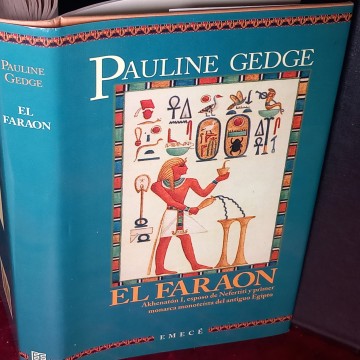 PAULINE
GEDGE
EL
FARAON
PAULINE GEDGE
EL FARAON
Akhenatón I, esposo de Nefertiti y primer
monarca monoteísta del antiguo Egipto
EMECÉ